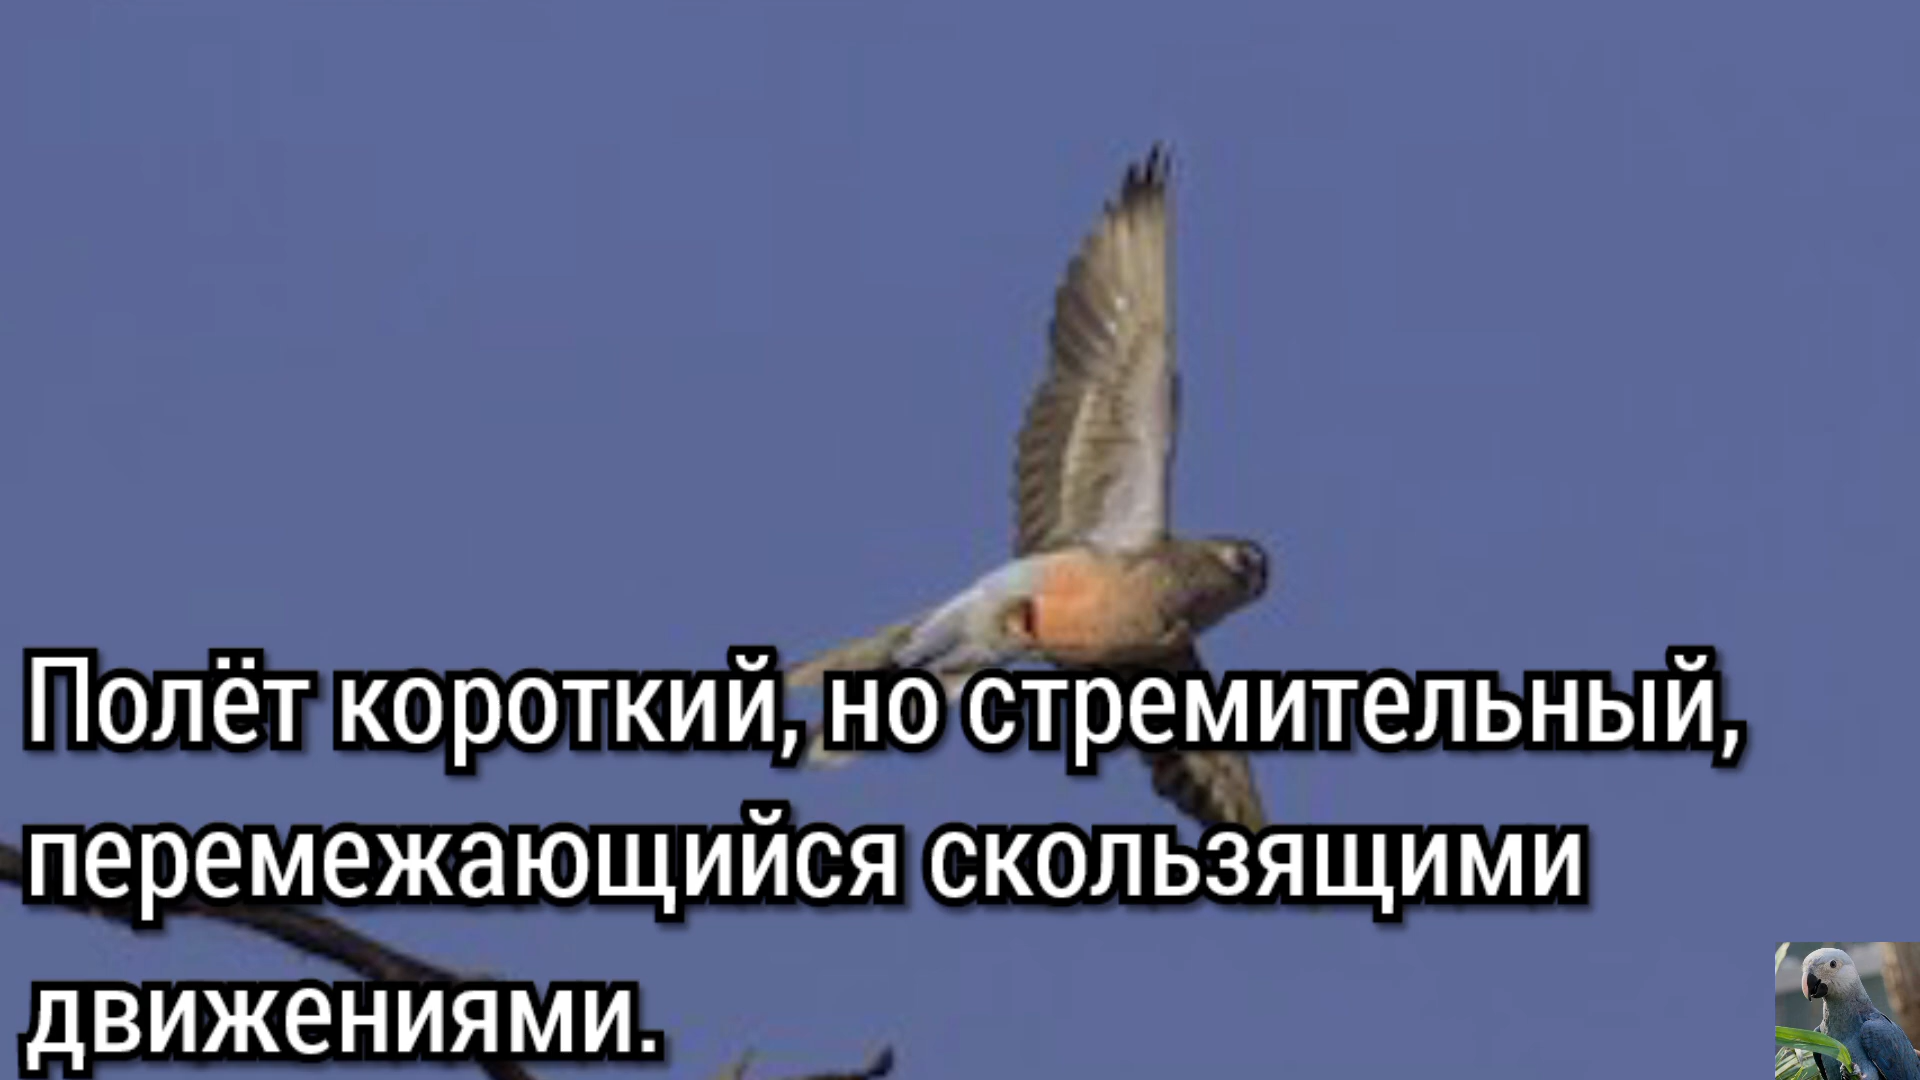 Полёт короткий, но стремительный,
перемежающийся скользящими
движениями.